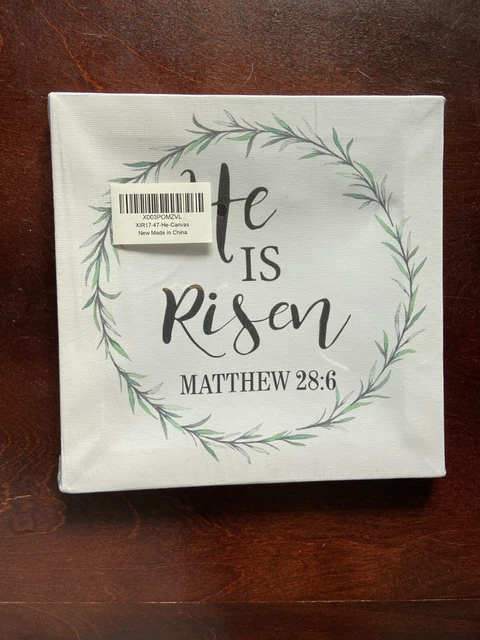 He
X003POMZVL
XIR17-47-He-Canvas
New Made in China
IS
Risen
MATTHEW 28:6